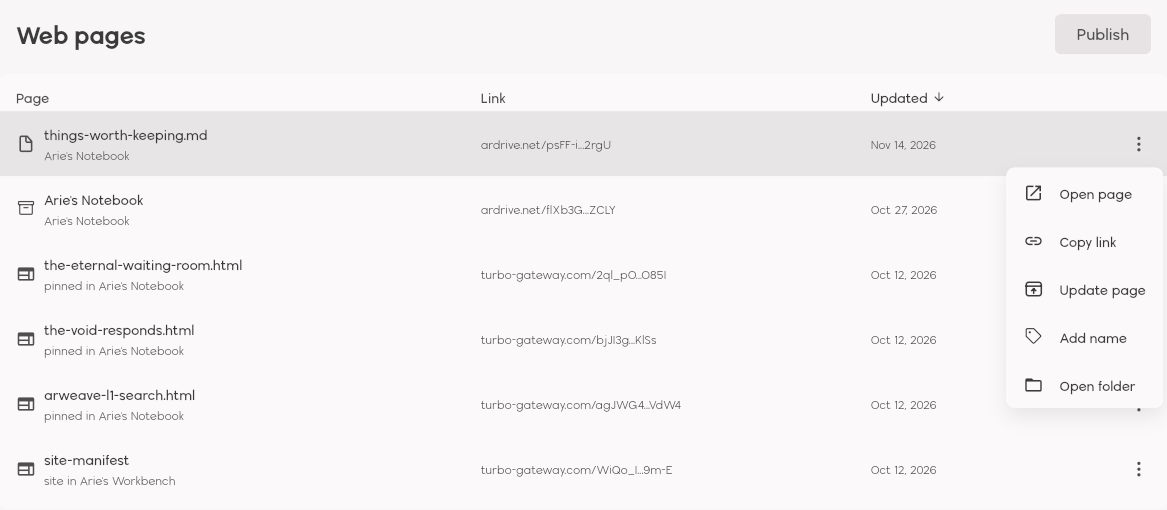 Web pages
Publish
Page Link Updated ↓
things-worth-keeping.md
Arie's Notebook
ardrive.net/psFF-i...2rgU
Nov 14, 2026
Arie's Notebook
Arie's Notebook
ardrive.net/flXb3G...ZCLY
Oct 27, 2026
the-eternal-waiting-room.html
pinned in Arie's Notebook
turbo-gateway.com/2ql_pO...O85I
Oct 12, 2026
the-void-responds.html
pinned in Arie's Notebook
turbo-gateway.com/bjJI3g...KlSs
Oct 12, 2026
arweave-l1-search.html
pinned in Arie's Notebook
turbo-gateway.com/agJWG4...VdW4
Oct 12, 2026
site-manifest
site in Arie's Workbench
turbo-gateway.com/WiQo_I...9m-E
Oct 12, 2026
Open page
Copy link
Update page
Add name
Open folder